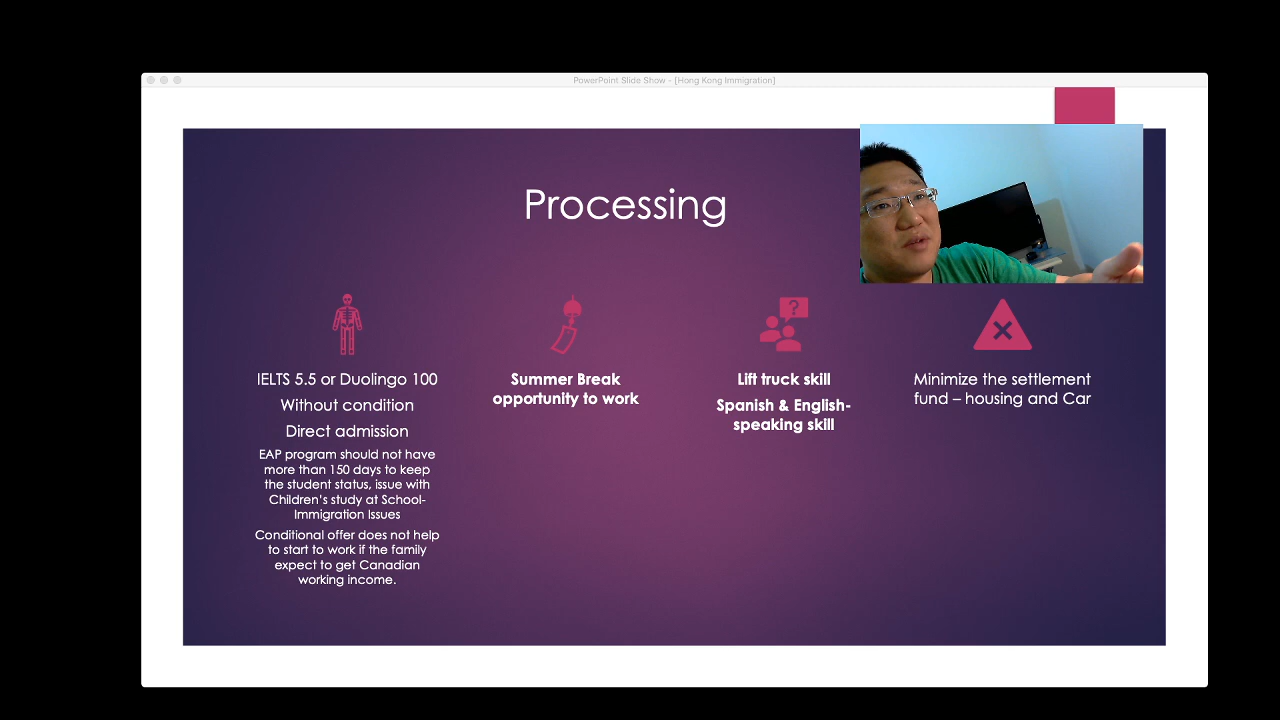 PowerPoint Slide Show - [Hong Kong Immigration]
Processing
?
IELTS 5.5 or Duolingo 100
Without condition
Direct admission
EAP program should not have
more than 150 days to keep
the student status, issue with
Children's study at School-
Immigration Issues
Conditional offer does not help
to start to work if the family
expect to get Canadian
working income.
Summer Break
opportunity to work
Lift truck skill
Spanish & English-
speaking skill
Minimize the settlement
fund – housing and Car